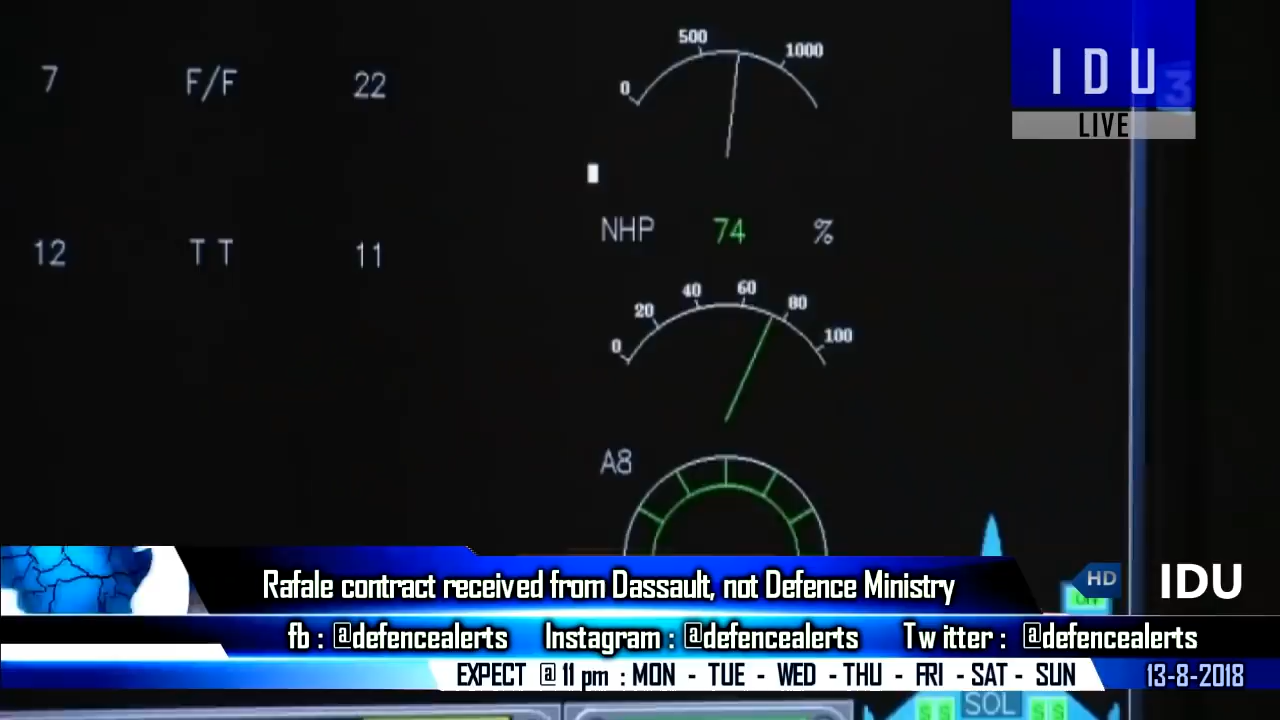 500
1000
0
7 F/F 22
I D U
3
LIVE
NHP 74 %
12 T T 11
0 20 40 60 80 100
A8
Rafale contract received from Dassault, not Defence Ministry
HD
IDU
fb : @defencealerts Instagram : @defencealerts Tw itter : @defencealerts
EXPECT @ 11 pm : MON - TUE - WED - THU - FRI - SAT - SUN
13-8-2018
S S SOL S S